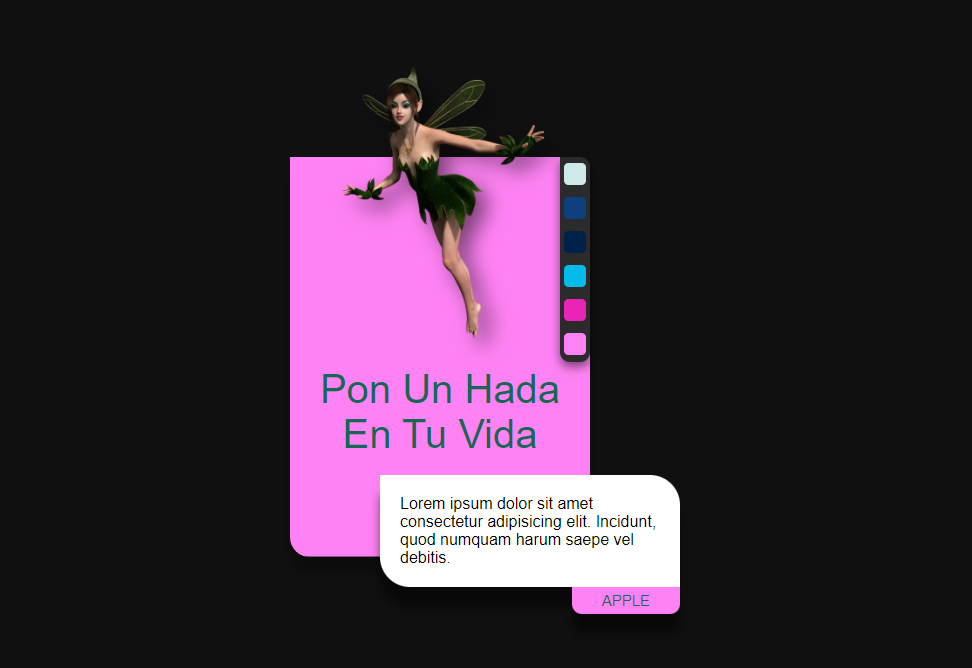 Pon Un Hada
En Tu Vida
Lorem ipsum dolor sit amet
consectetur adipisicing elit. Incidunt,
quod numquam harum saepe vel
debitis.
APPLE